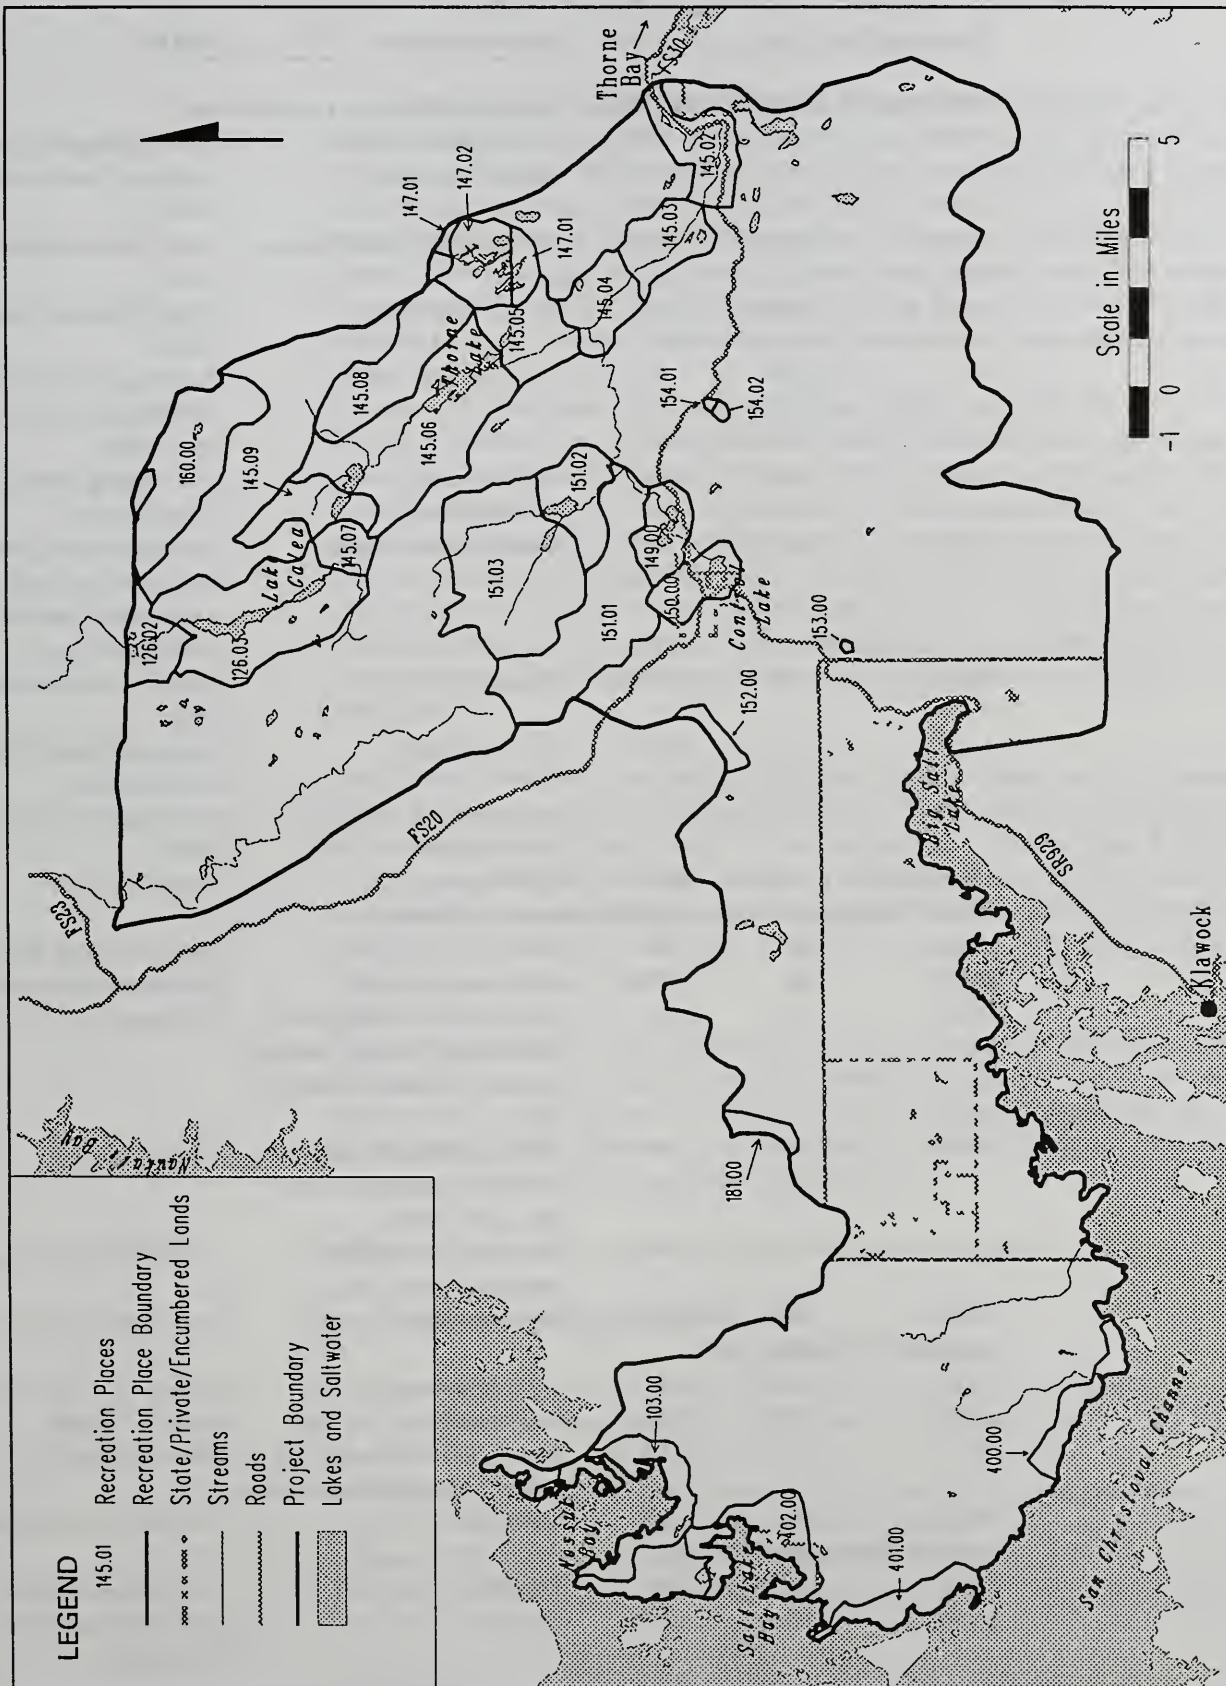 LEGEND
145.01 Recreation Places
Recreation Place Boundary
State/Private/Encumbered Lands
Streams
Roads
Project Boundary
Lakes and Saltwater
Naukati Bay
FS23
FS20
126.02
126.03
Lake Galea
160.00
145.09
145.07
145.08
145.06
Thorne Lake
145.05
147.01
147.02
147.01
145.04
145.03
145.02
Thorne Bay
FS30
151.03
151.02
151.01
149.00
150.00
Control Lake
154.01
154.02
153.00
152.00
181.00
Big Salt Lake
SR929
Klawock
Nossuk Bay
103.00
Salt Lake Bay
402.00
401.00
400.00
San Christoval Channel
Scale in Miles
-1 0 5